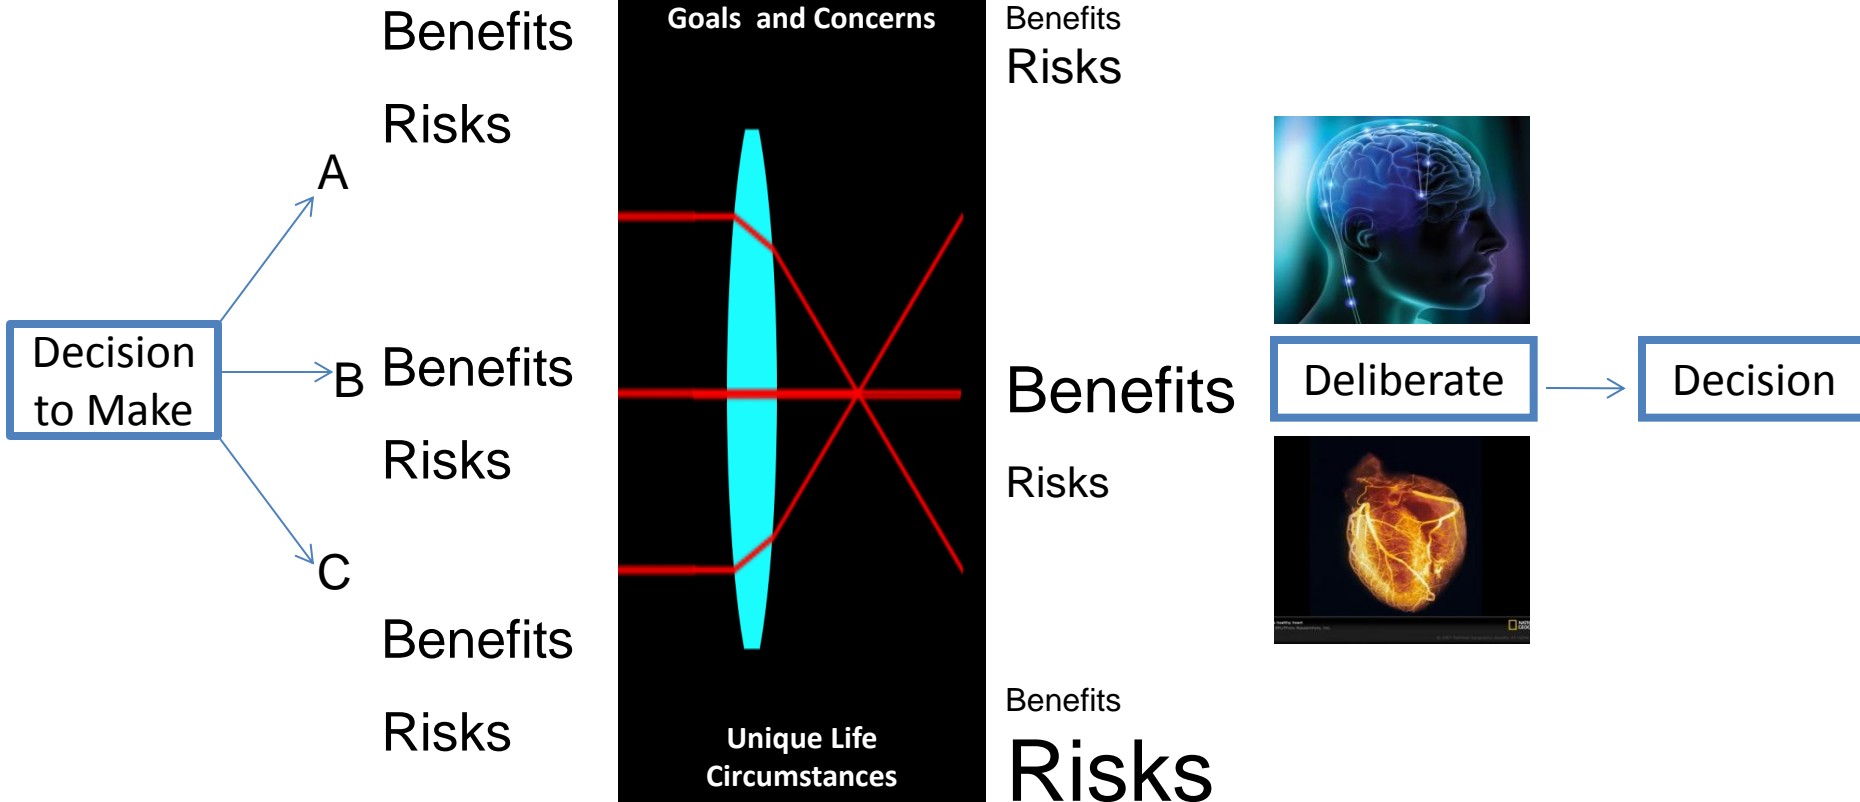 Benefits
Risks
A
Decision
to Make
B
Benefits
Risks
C
Benefits
Risks
Goals and Concerns
Unique Life
Circumstances
Benefits
Risks
Benefits
Risks
Benefits
Risks
Deliberate
Decision